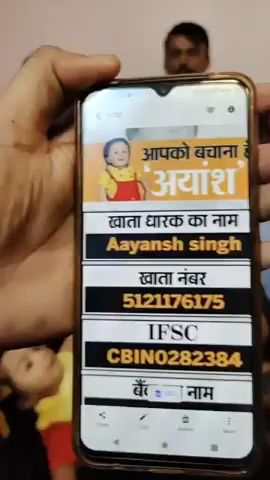 आपको बचाना
'अयांश'
खाता धारक का नाम
Aayansh singh
खाता नंबर
5121176175
IFSC
CBIN0282384
नाम